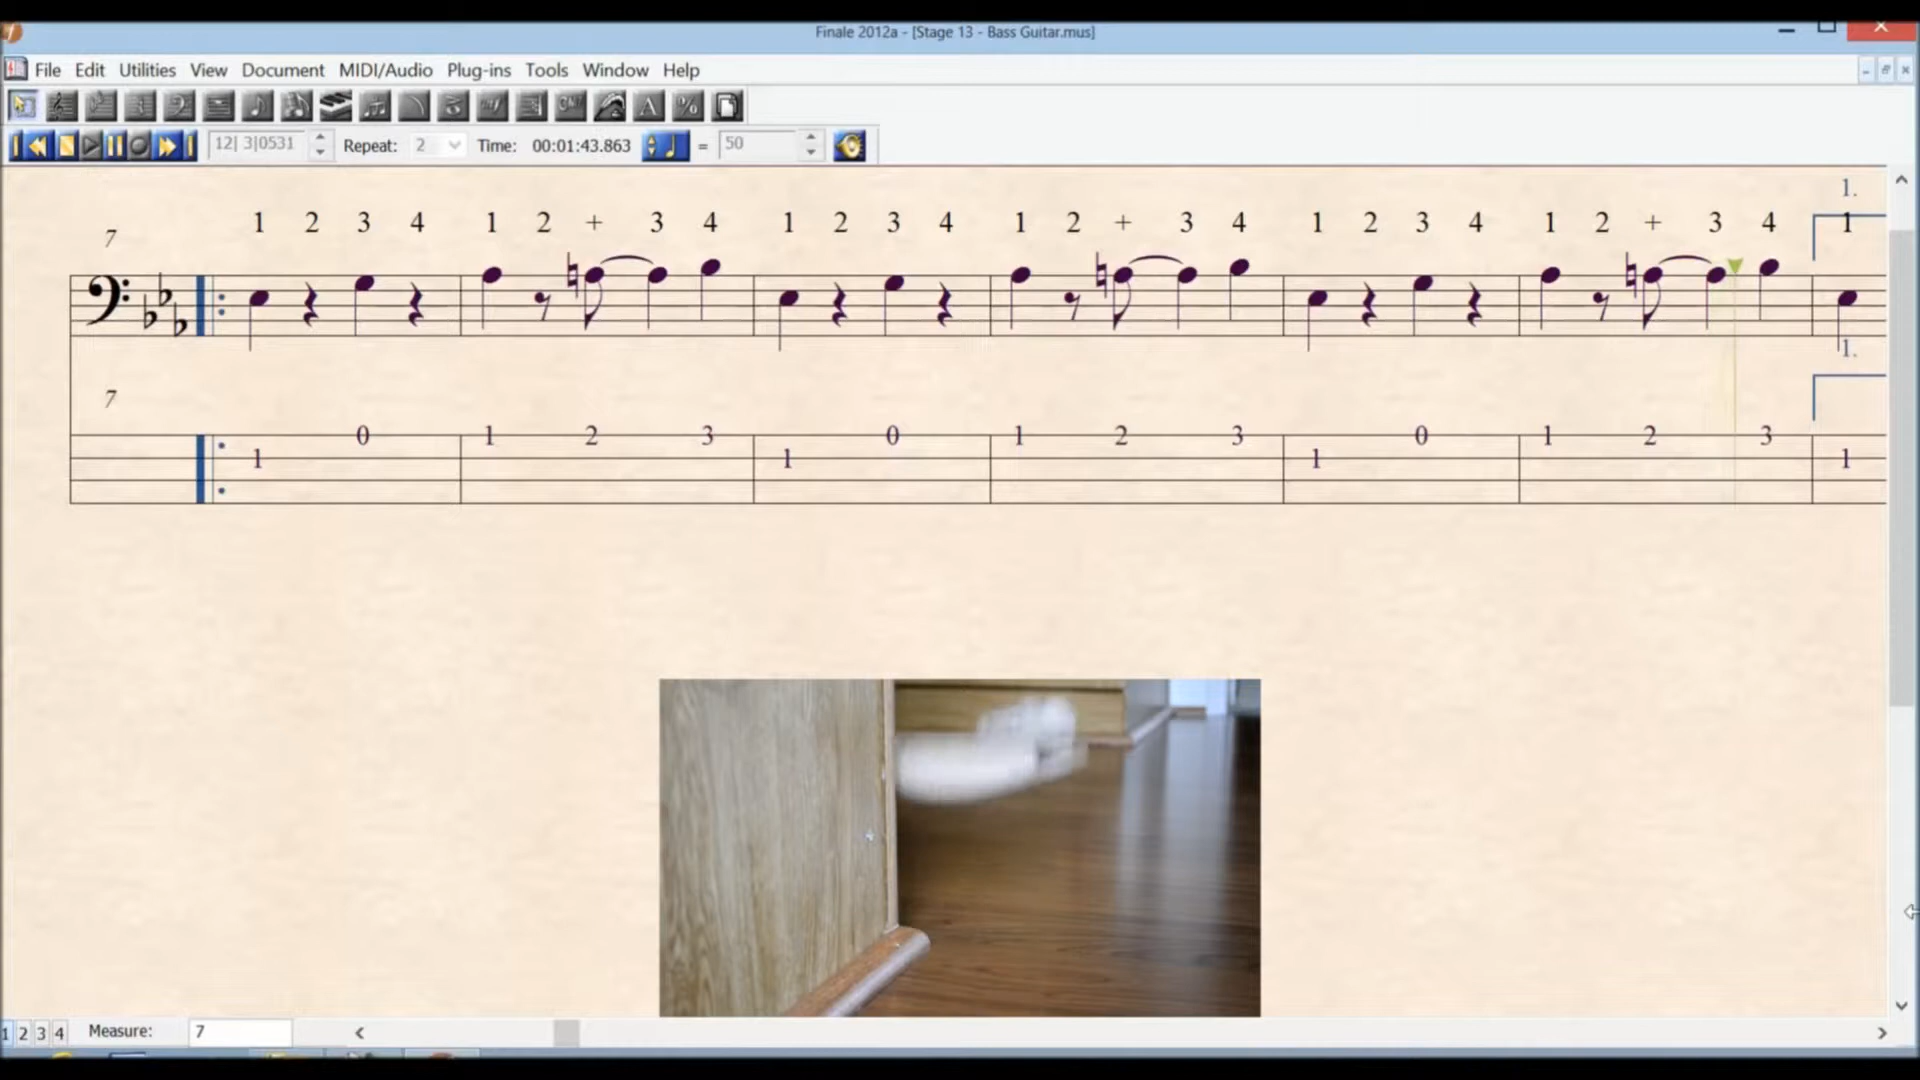 Finale 2012a - [Stage 13 - Bass Guitar.mus]
File Edit Utilities View Document MIDI/Audio Plug-ins Tools Window Help
12| 3|0531 Repeat: 2 Time: 00:01:43.863 = 50
1.
1 2 3 4 1 2 + 3 4 1 2 3 4 1 2 + 3 4 1 2 3 4 1 2 + 3 4 1
7
1.
7
0 1 2 3 0 1 2 3 0 1 2 3
1 1 1 1
1 2 3 4 Measure: 7